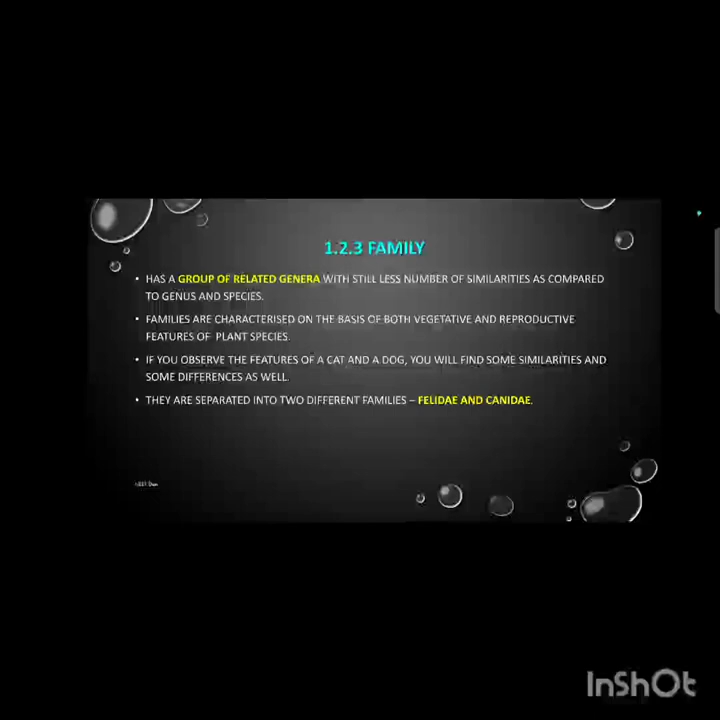 1.2.3 FAMILY
• HAS A GROUP OF RELATED GENERA WITH STILL LESS NUMBER OF SIMILARITIES AS COMPARED
TO GENUS AND SPECIES.
• FAMILIES ARE CHARACTERISED ON THE BASIS OF BOTH VEGETATIVE AND REPRODUCTIVE
FEATURES OF PLANT SPECIES.
• IF YOU OBSERVE THE FEATURES OF A CAT AND A DOG, YOU WILL FIND SOME SIMILARITIES AND
SOME DIFFERENCES AS WELL.
• THEY ARE SEPARATED INTO TWO DIFFERENT FAMILIES – FELIDAE AND CANIDAE.
InShOt